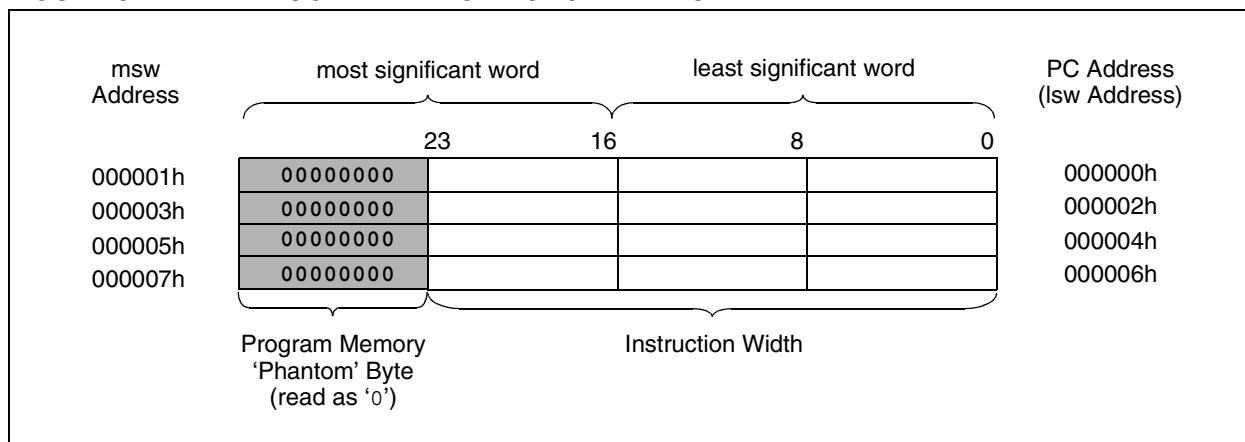 msw
Address
most significant word
least significant word
PC Address
(lsw Address)
23
16
8
0
000001h
00000000
000000h
000003h
00000000
000002h
000005h
00000000
000004h
000007h
00000000
000006h
Program Memory
‘Phantom’ Byte
(read as ‘0’)
Instruction Width